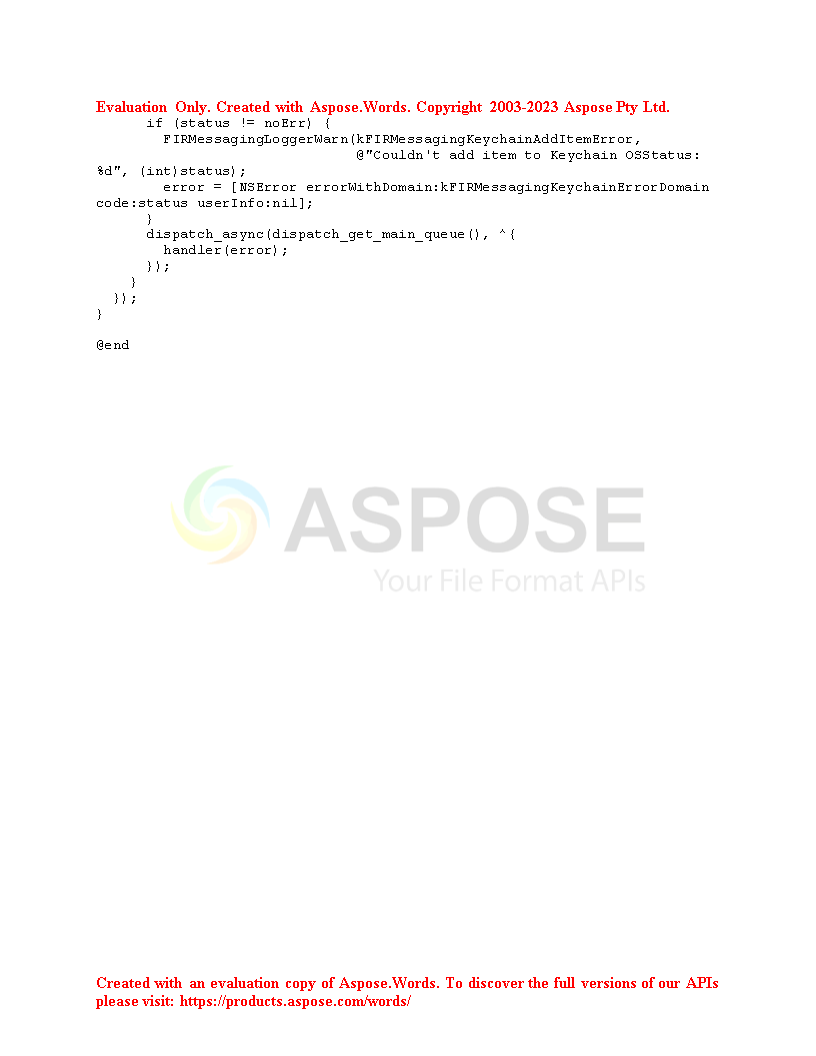 Evaluation Only. Created with Aspose.Words. Copyright 2003-2023 Aspose Pty Ltd.
      if (status != noErr) {
        FIRMessagingLoggerWarn(kFIRMessagingKeychainAddItemError,
                               @"Couldn't add item to Keychain OSStatus:
%d", (int)status);
        error = [NSError errorWithDomain:kFIRMessagingKeychainErrorDomain
code:status userInfo:nil];
      }
      dispatch_async(dispatch_get_main_queue(), ^{
        handler(error);
      });
    }
  });
}

@end
ASPOSE
Your File Format APIs
Created with an evaluation copy of Aspose.Words. To discover the full versions of our APIs
please visit: https://products.aspose.com/words/